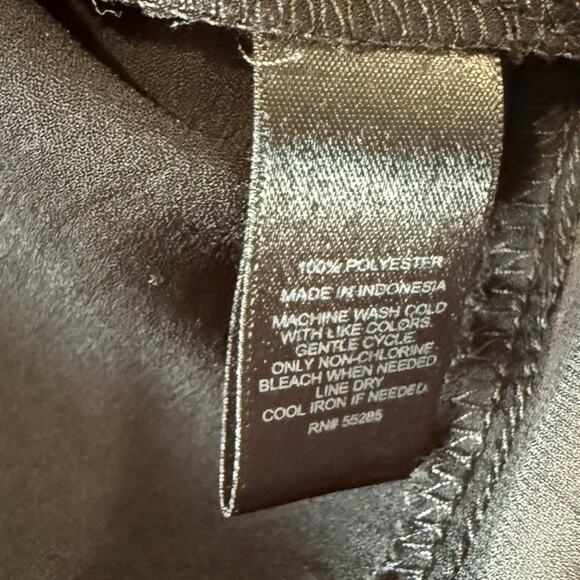 100% POLYESTER
MADE IN INDONESIA
MACHINE WASH COLD
WITH LIKE COLORS.
GENTLE CYCLE.
ONLY NON-CHLORINE
BLEACH WHEN NEEDED
LINE DRY
COOL IRON IF NEEDED.
RN# 55285